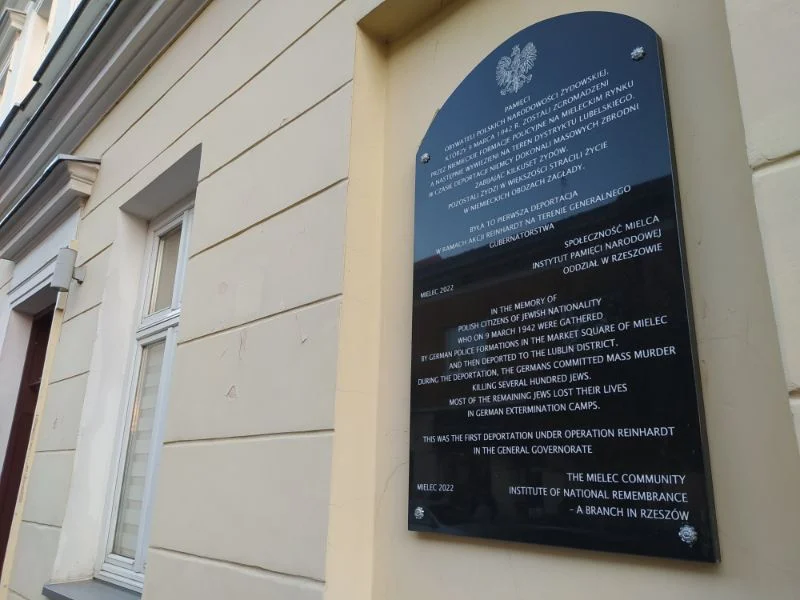 PAMIĘCI
OBYWATELI POLSKICH NARODOWOŚCI ŻYDOWSKIEJ,
KTÓRZY 9 MARCA 1942 R. ZOSTALI ZGROMADZENI
PRZEZ NIEMIECKIE FORMACJE POLICYJNE NA MIELECKIM RYNKU
A NASTĘPNIE WYWIEZIENI NA TEREN DYSTRYKTU LUBELSKIEGO.
W CZASIE DEPORTACJI NIEMCY DOKONALI MASOWYCH ZBRODNI
ZABIJAJĄC KILKUSET ŻYDÓW.
POZOSTALI ŻYDZI W WIĘKSZOŚCI STRACILI ŻYCIE
W NIEMIECKICH OBOZACH ZAGŁADY.
BYŁA TO PIERWSZA DEPORTACJA
W RAMACH AKCJI REINHARDT NA TERENIE GENERALNEGO
GUBERNATORSTWA
SPOŁECZNOŚĆ MIELCA
INSTYTUT PAMIĘCI NARODOWEJ
ODDZIAŁ W RZESZOWIE
MIELEC 2022
IN THE MEMORY OF
POLISH CITIZENS OF JEWISH NATIONALITY
WHO ON 9 MARCH 1942 WERE GATHERED
BY GERMAN POLICE FORMATIONS IN THE MARKET SQUARE OF MIELEC
AND THEN DEPORTED TO THE LUBLIN DISTRICT.
DURING THE DEPORTATION, THE GERMANS COMMITTED MASS MURDER
KILLING SEVERAL HUNDRED JEWS.
MOST OF THE REMAINING JEWS LOST THEIR LIVES
IN GERMAN EXTERMINATION CAMPS.
THIS WAS THE FIRST DEPORTATION UNDER OPERATION REINHARDT
IN THE GENERAL GOVERNORATE
MIELEC 2022
THE MIELEC COMMUNITY
INSTITUTE OF NATIONAL REMEMBRANCE
- A BRANCH IN RZESZÓW